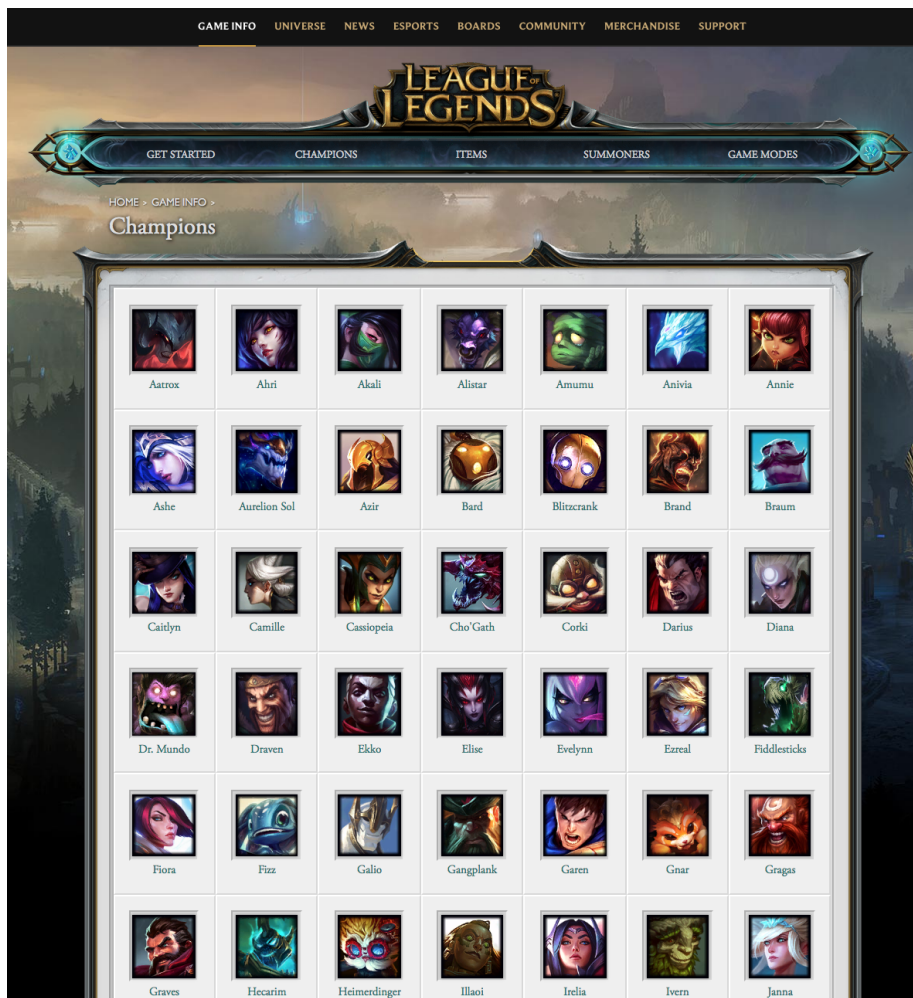 GAME INFO UNIVERSE NEWS ESPORTS BOARDS COMMUNITY MERCHANDISE SUPPORT
LEAGUE OF
LEGENDS
GET STARTED CHAMPIONS ITEMS SUMMONERS GAME MODES
HOME > GAME INFO >
Champions
Aatrox Ahri Akali Alistar Amumu Anivia Annie
Ashe Aurelion Sol Azir Bard Blitzcrank Brand Braum
Caitlyn Camille Cassiopeia Cho'Gath Corki Darius Diana
Dr. Mundo Draven Ekko Elise Evelynn Ezreal Fiddlesticks
Fiora Fizz Galio Gangplank Garen Gnar Gragas
Graves Hecarim Heimerdinger Illaoi Irelia Ivern Janna